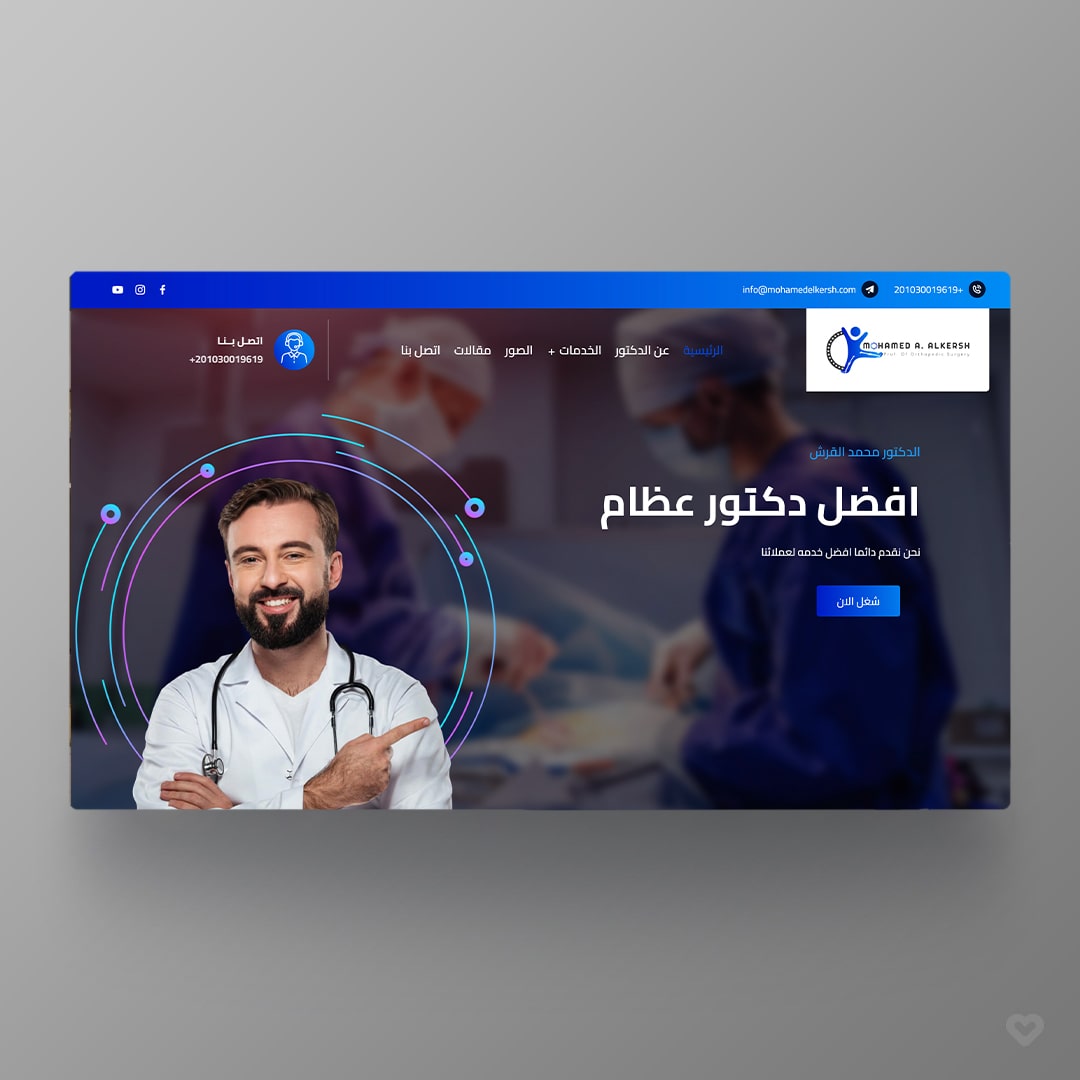 +201030019619
info@mohamedelkersh.com
MOHAMED A. ALKERSH
Prof. Of Orthopedic Surgery
الرئيسية
عن الدكتور
الخدمات +
الصور
مقالات
اتصل بنا
اتصل بنا
+201030019619
الدكتور محمد القرش
افضل دكتور عظام
نحن نقدم دائما افضل خدمه لعملائنا
شغل الان